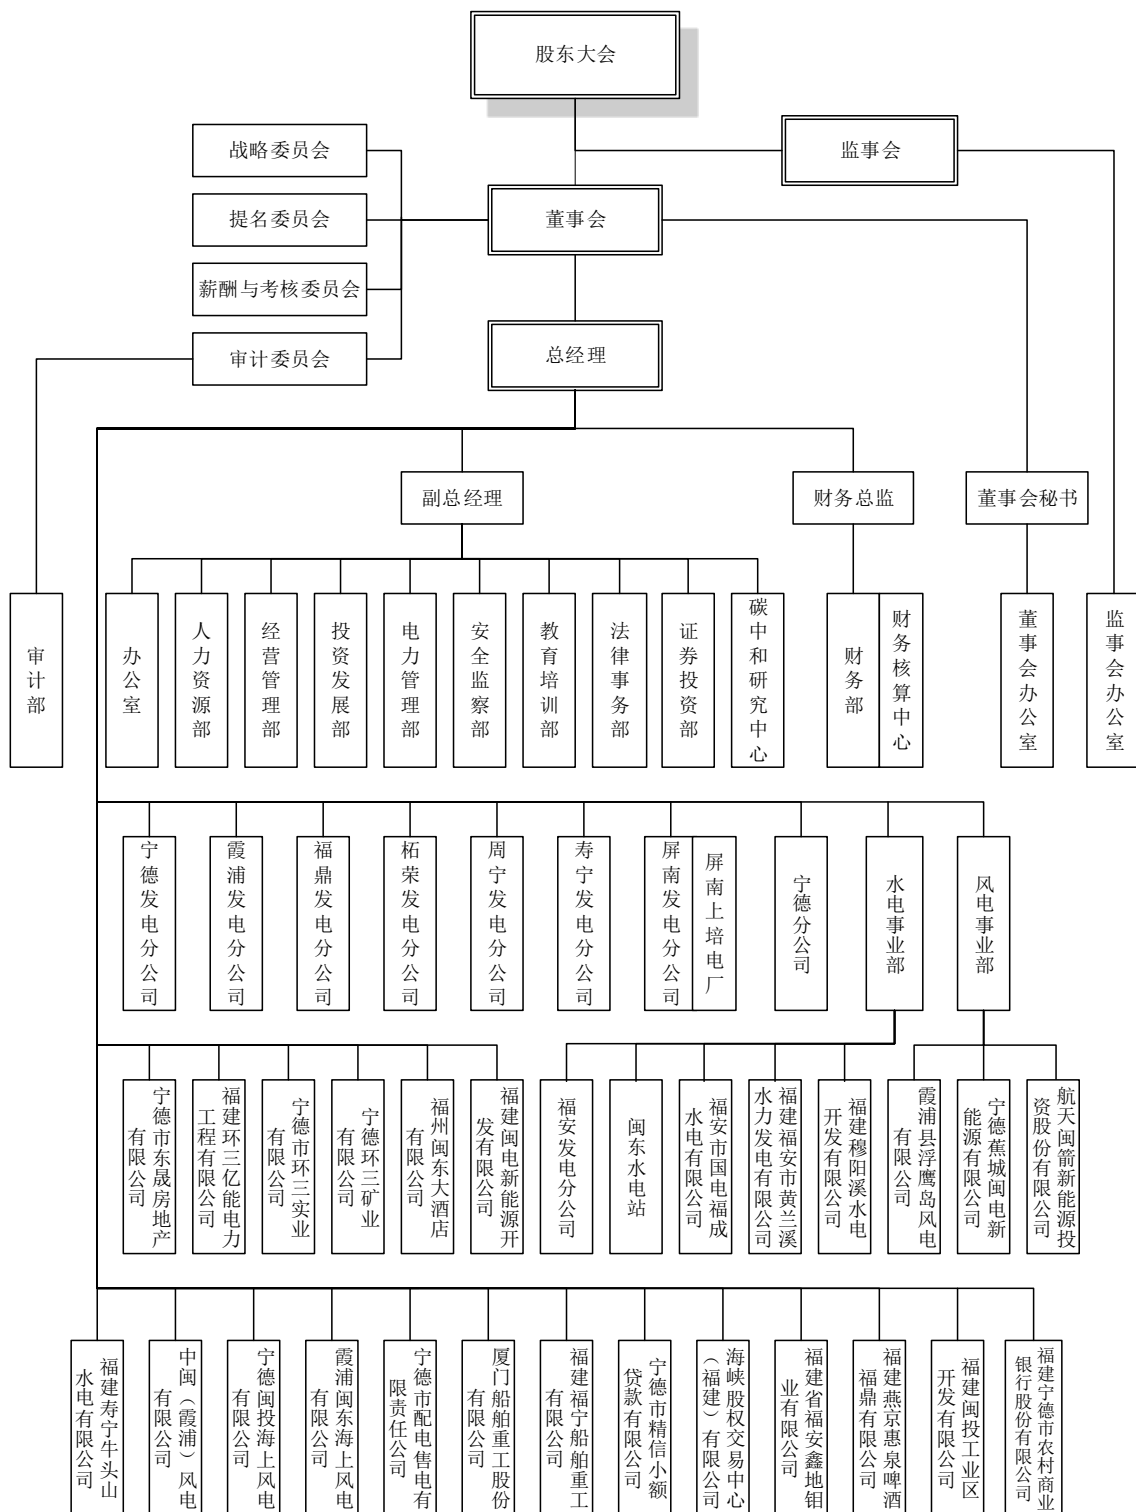 股东大会
战略委员会
监事会
提名委员会
董事会
薪酬与考核委员会
审计委员会
总经理
副总经理
财务总监
董事会秘书
审计部
办公室
人力资源部
经营管理部
投资发展部
电力管理部
安全监察部
教育培训部
法律事务部
证券投资部
碳中和研究中心
财务部
财务核算中心
董事会办公室
监事会办公室
宁德发电分公司
霞浦发电分公司
福鼎发电分公司
柘荣发电分公司
周宁发电分公司
寿宁发电分公司
屏南发电分公司
屏南上培电厂
宁德分公司
水电事业部
风电事业部
宁德市东晟房地产
有限公司
福建环三亿能电力
工程有限公司
宁德市环三实业
有限公司
宁德环三矿业
有限公司
福州闽东大酒店
有限公司
福建闽电新能源开
发有限公司
福安发电分公司
闽东水电站
福安市国电福成
水电有限公司
福建福安市黄兰溪
水力发电有限公司
福建穆阳溪水电
开发有限公司
霞浦县浮鹰岛风电
有限公司
宁德蕉城闽电新
能源有限公司
航天闽箭新能源投
资股份有限公司
福建寿宁牛头山
水电有限公司
中闽（霞浦）风电
有限公司
宁德闽投海上风电
有限公司
霞浦闽东海上风电
有限公司
宁德市配电售电有
限责任公司
厦门船舶重工股份
有限公司
福建福宁船舶重工
有限公司
宁德市精信小额
贷款有限公司
海峡股权交易中心
（福建）有限公司
福建省福安鑫地钼
业有限公司
福建燕京惠泉啤酒
福鼎有限公司
福建闽投工业区
开发有限公司
福建宁德市农村商业
银行股份有限公司